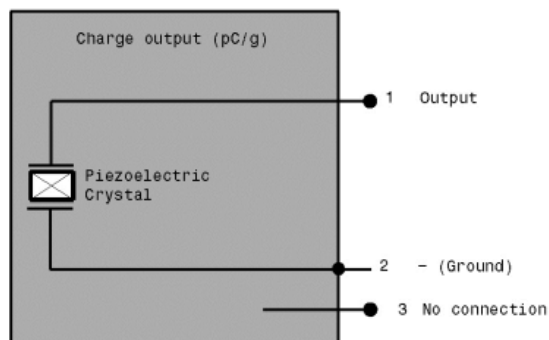 Charge output (pC/g)
1 Output
Piezoelectric
Crystal
2 - (Ground)
3 No connection